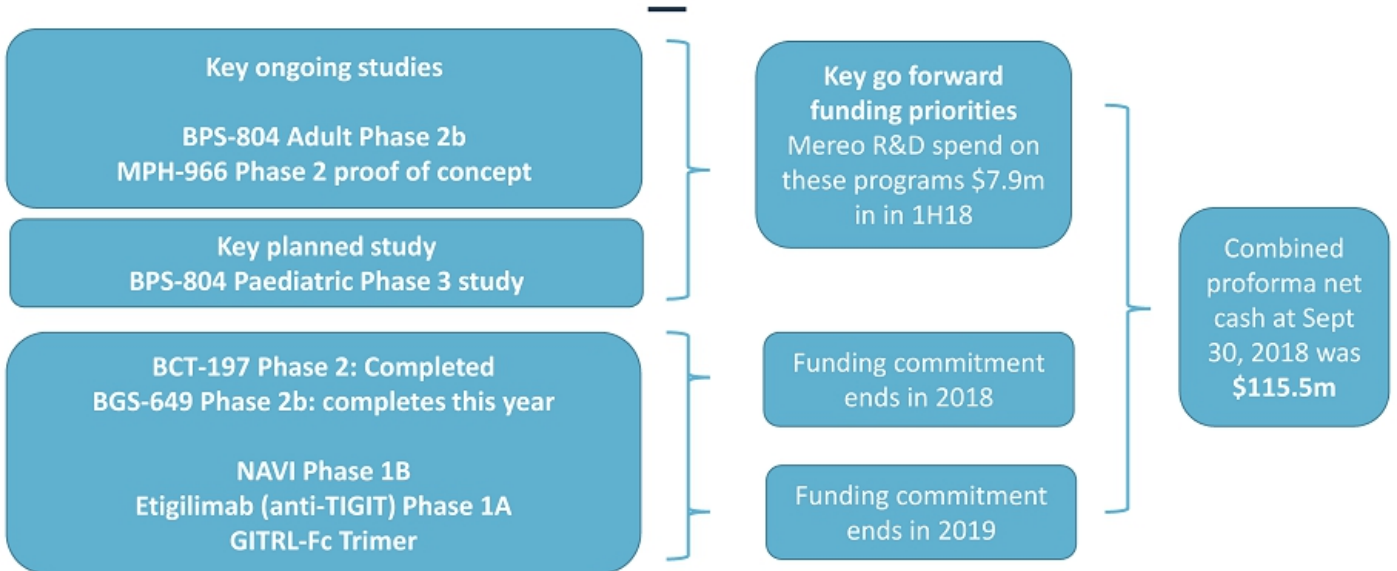 Key ongoing studies
BPS-804 Adult Phase 2b
MPH-966 Phase 2 proof of concept
Key planned study
BPS-804 Paediatric Phase 3 study
BCT-197 Phase 2: Completed
BGS-649 Phase 2b: completes this year
NAVI Phase 1B
Etigilimab (anti-TIGIT) Phase 1A
GITRL-Fc Trimer
Key go forward
funding priorities
Mereo R&D spend on
these programs $7.9m
in in 1H18
Funding commitment
ends in 2018
Funding commitment
ends in 2019
Combined
proforma net
cash at Sept
30, 2018 was
$115.5m